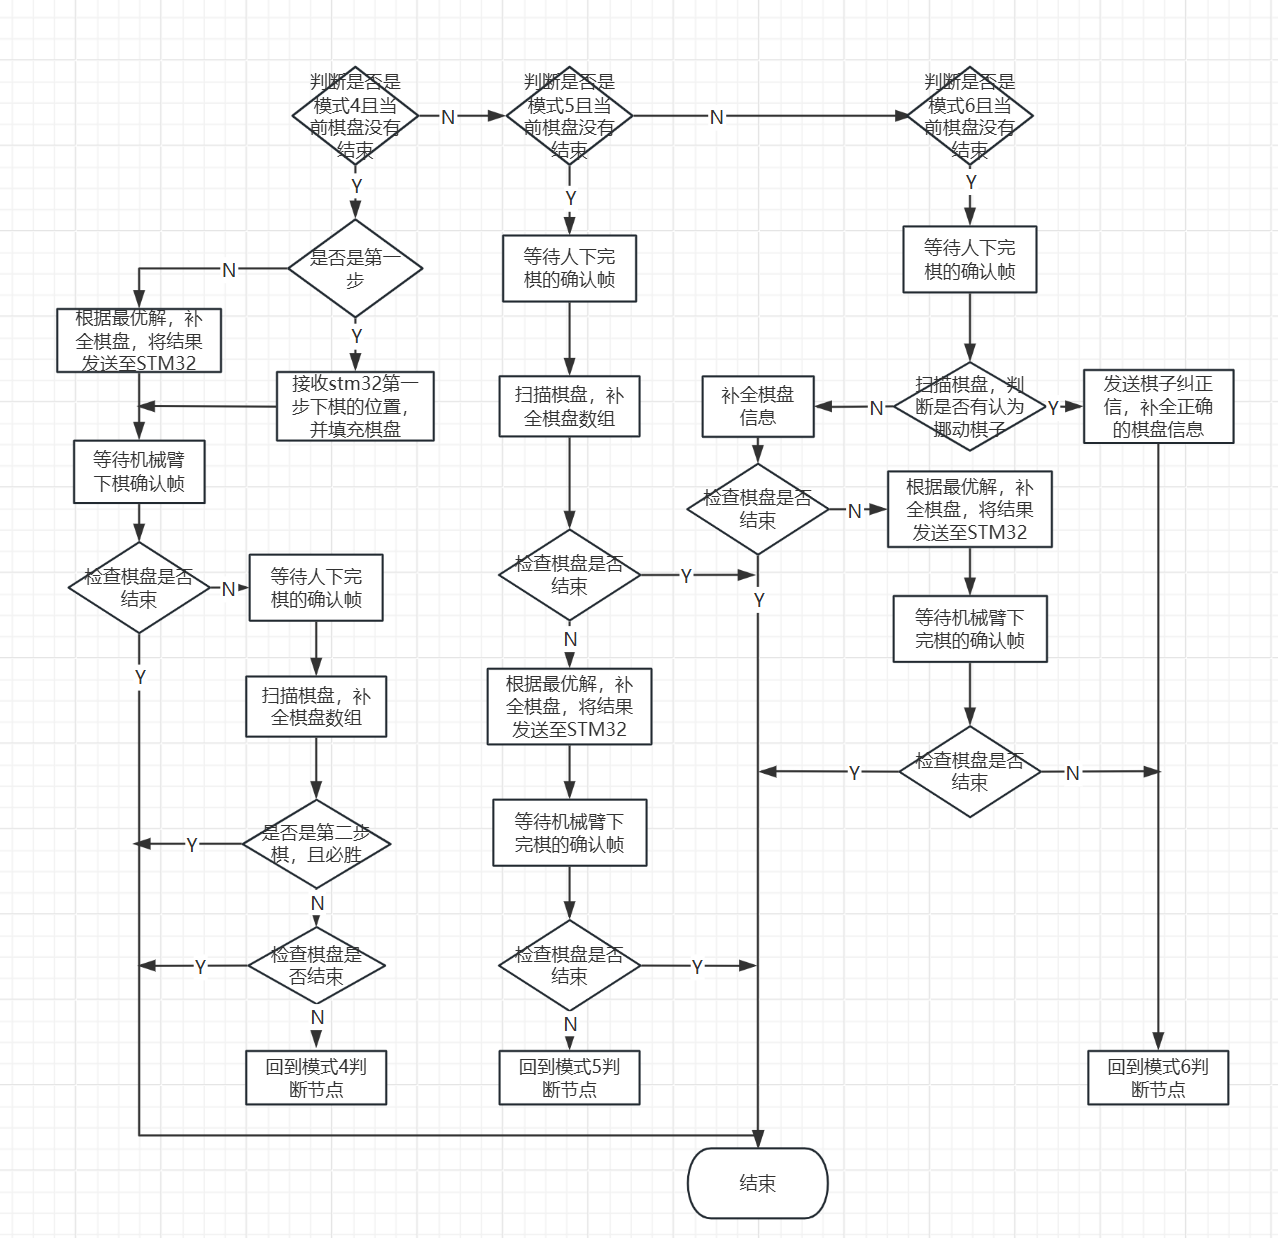 判断是否是
模式4且当
前棋盘没有
结束
N
判断是否是
模式5且当
前棋盘没有
结束
N
判断是否是
模式6且当
前棋盘没有
结束
Y
Y
Y
是否是第一
步
N
Y
等待人下完
棋的确认帧
等待人下完
棋的确认帧
根据最优解，补
全棋盘，将结果
发送至STM32
接收stm32第一
步下棋的位置，
并填充棋盘
扫描棋盘，补
全棋盘数组
补全棋盘
信息
N
扫描棋盘，判
断是否有认为
挪动棋子
Y
发送棋子纠正
信，补全正确
的棋盘信息
等待机械臂
下棋确认帧
检查棋盘是否
结束
N
根据最优解，补
全棋盘，将结果
发送至STM32
检查棋盘是否
结束
N
等待人下完
棋的确认帧
检查棋盘是否
结束
Y
Y
等待机械臂下
完棋的确认帧
Y
N
扫描棋盘，补
全棋盘数组
根据最优解，补
全棋盘，将结果
发送至STM32
检查棋盘是否
结束
Y
N
是否是第二步
棋，且必胜
Y
N
等待机械臂下
完棋的确认帧
检查棋盘是
否结束
Y
N
检查棋盘是否
结束
Y
N
回到模式4判
断节点
回到模式5判
断节点
回到模式6判
断节点
结束